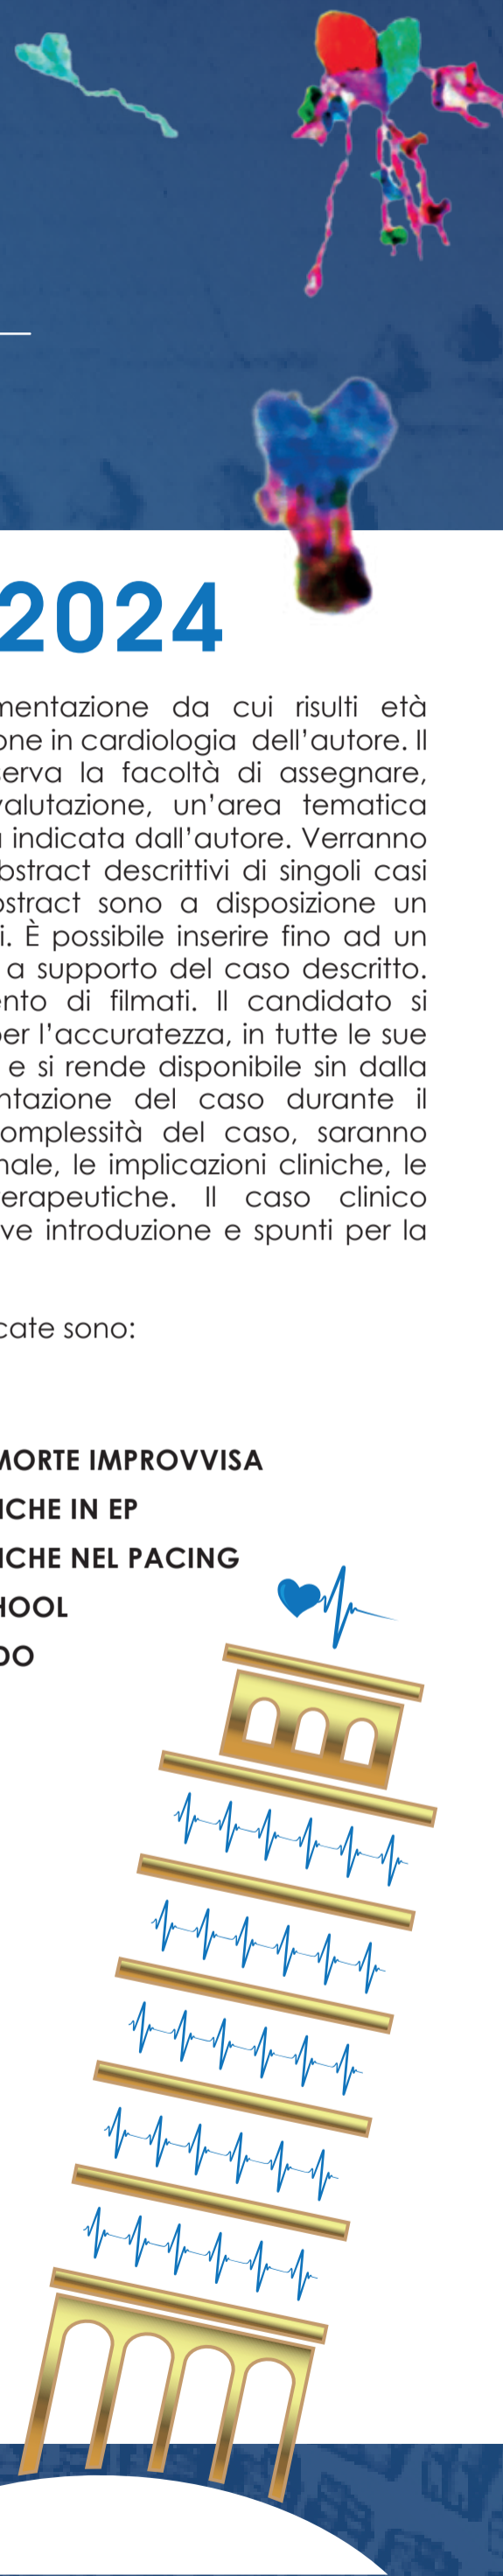 2024
mentazione da cui risulti età
one in cardiologia dell'autore. Il
serva la facoltà di assegnare,
valutazione, un'area tematica
a indicata dall'autore. Verranno
bstract descrittivi di singoli casi
bstract sono a disposizione un
i. È possibile inserire fino ad un
a supporto del caso descritto.
ento di filmati. Il candidato si
per l'accuratezza, in tutte le sue
e si rende disponibile sin dalla
ntazione del caso durante il
omplessità del caso, saranno
nale, le implicazioni cliniche, le
erapeutiche. Il caso clinico
ve introduzione e spunti per la
cate sono:
MORTE IMPROVVISA
ICHE IN EP
ICHE NEL PACING
HOOL
DO